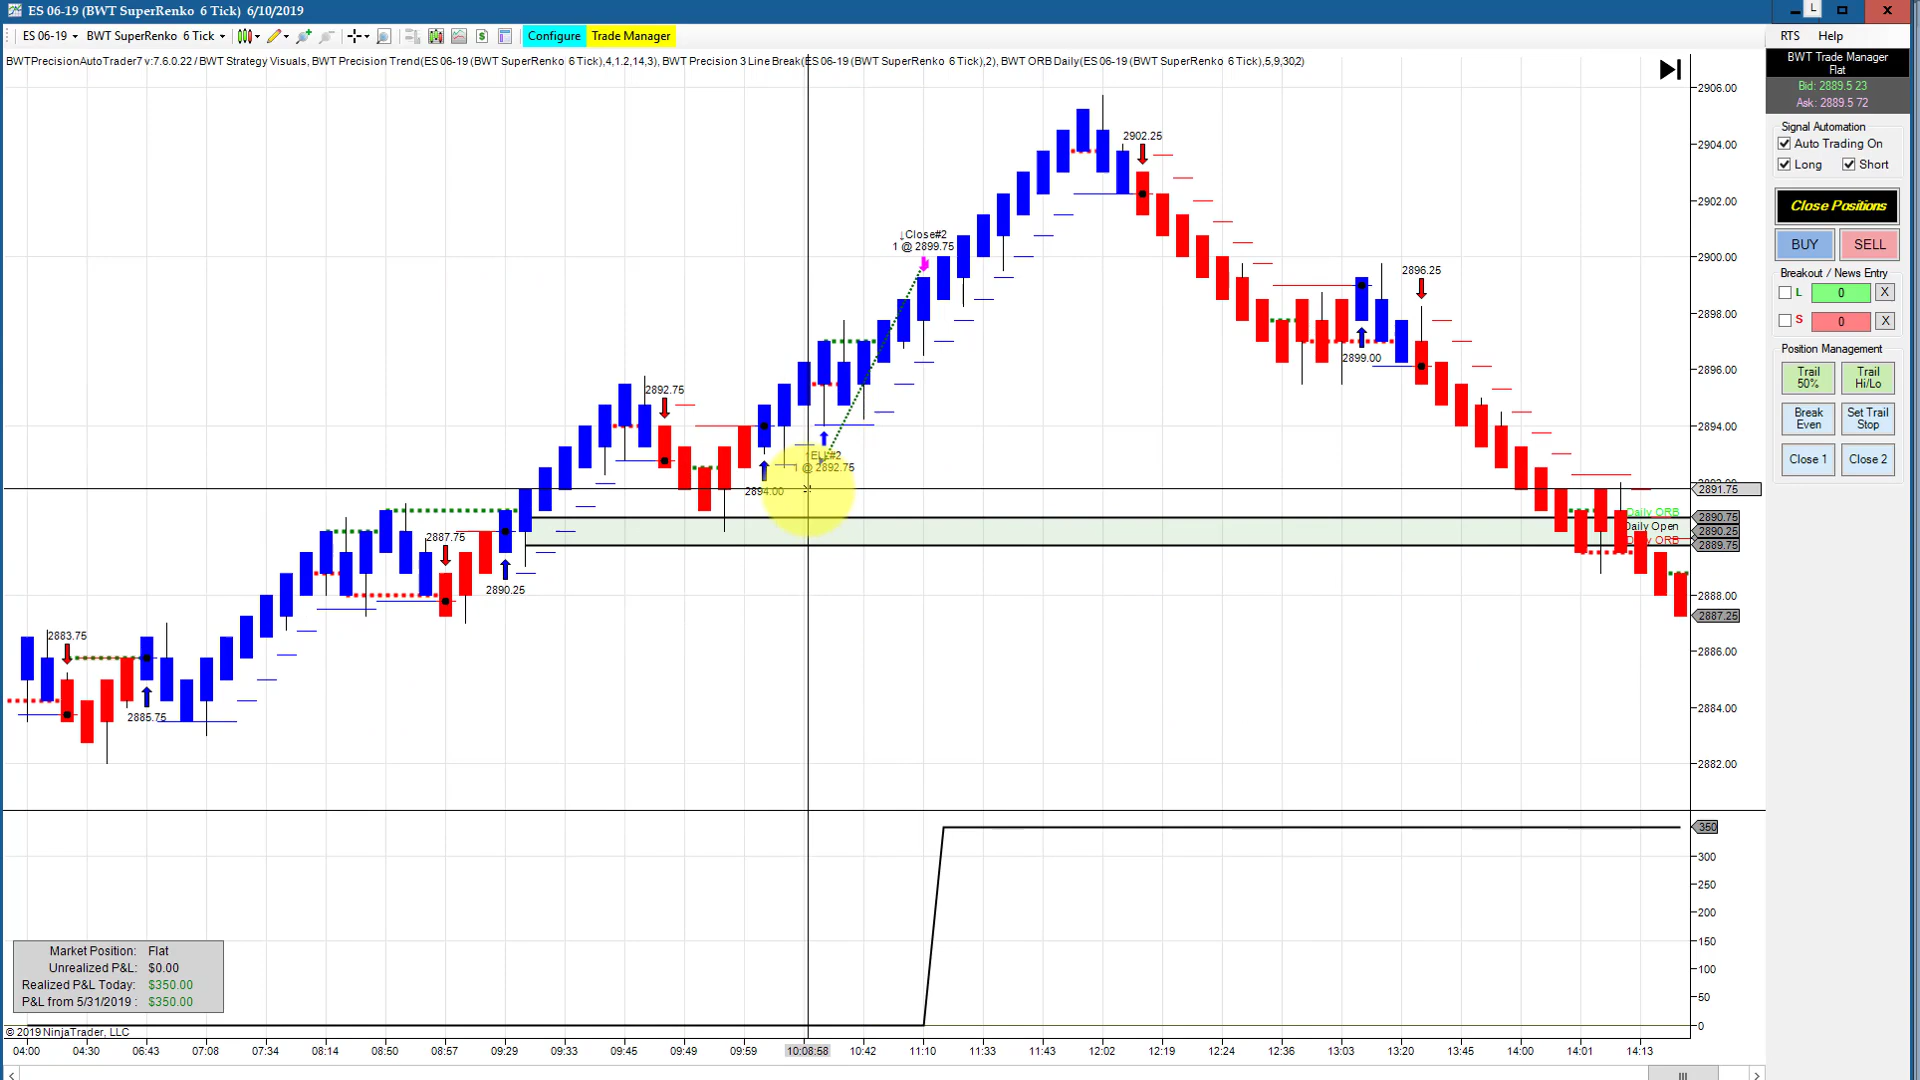 ES 06-19 (BWT SuperRenko 6 Tick) 6/10/2019
L
ES 06-19 BWT SuperRenko 6 Tick Configure Trade Manager
RTS Help
BWTPrecisionAutoTrader7 v:7.6.0.22 / BWT Strategy Visuals, BWT Precision Trend(ES 06-19 (BWT SuperRenko 6 Tick),4,1.2,14,3), BWT Precision 3 Line Break(ES 06-19 (BWT SuperRenko 6 Tick),2), BWT ORB Daily(ES 06-19 (BWT SuperRenko 6 Tick),5,9,30,2)
BWT Trade Manager
Flat
Bid: 2889.5 23
Ask: 2889.5 72
Signal Automation
Auto Trading On
Long Short
Close Positions
BUY SELL
Breakout / News Entry
L 0 X
S 0 X
Position Management
Trail 50%
Trail Hi/Lo
Break Even
Set Trail Stop
Close 1 Close 2
2906.00
2904.00
2902.00
2900.00
2898.00
2896.00
2894.00
2891.75
2890.75
2890.25
2889.75
2888.00
2887.25
2886.00
2884.00
2882.00
2902.25
↓Close#2
1 @ 2899.75
2896.25
2899.00
2892.75
1 @ 2892.75
2894.00
Daily ORB
Daily Open
2887.75
2890.25
2883.75
2885.75
350
300
250
200
150
100
50
0
Market Position: Flat
Unrealized P&L: $0.00
Realized P&L Today: $350.00
P&L from 5/31/2019 : $350.00
© 2019 NinjaTrader, LLC
04:00 04:30 06:43 07:08 07:34 08:14 08:50 08:57 09:29 09:33 09:45 09:49 09:59 10:08:58 10:42 11:10 11:33 11:43 12:02 12:19 12:24 12:36 13:03 13:20 13:45 14:00 14:01 14:13